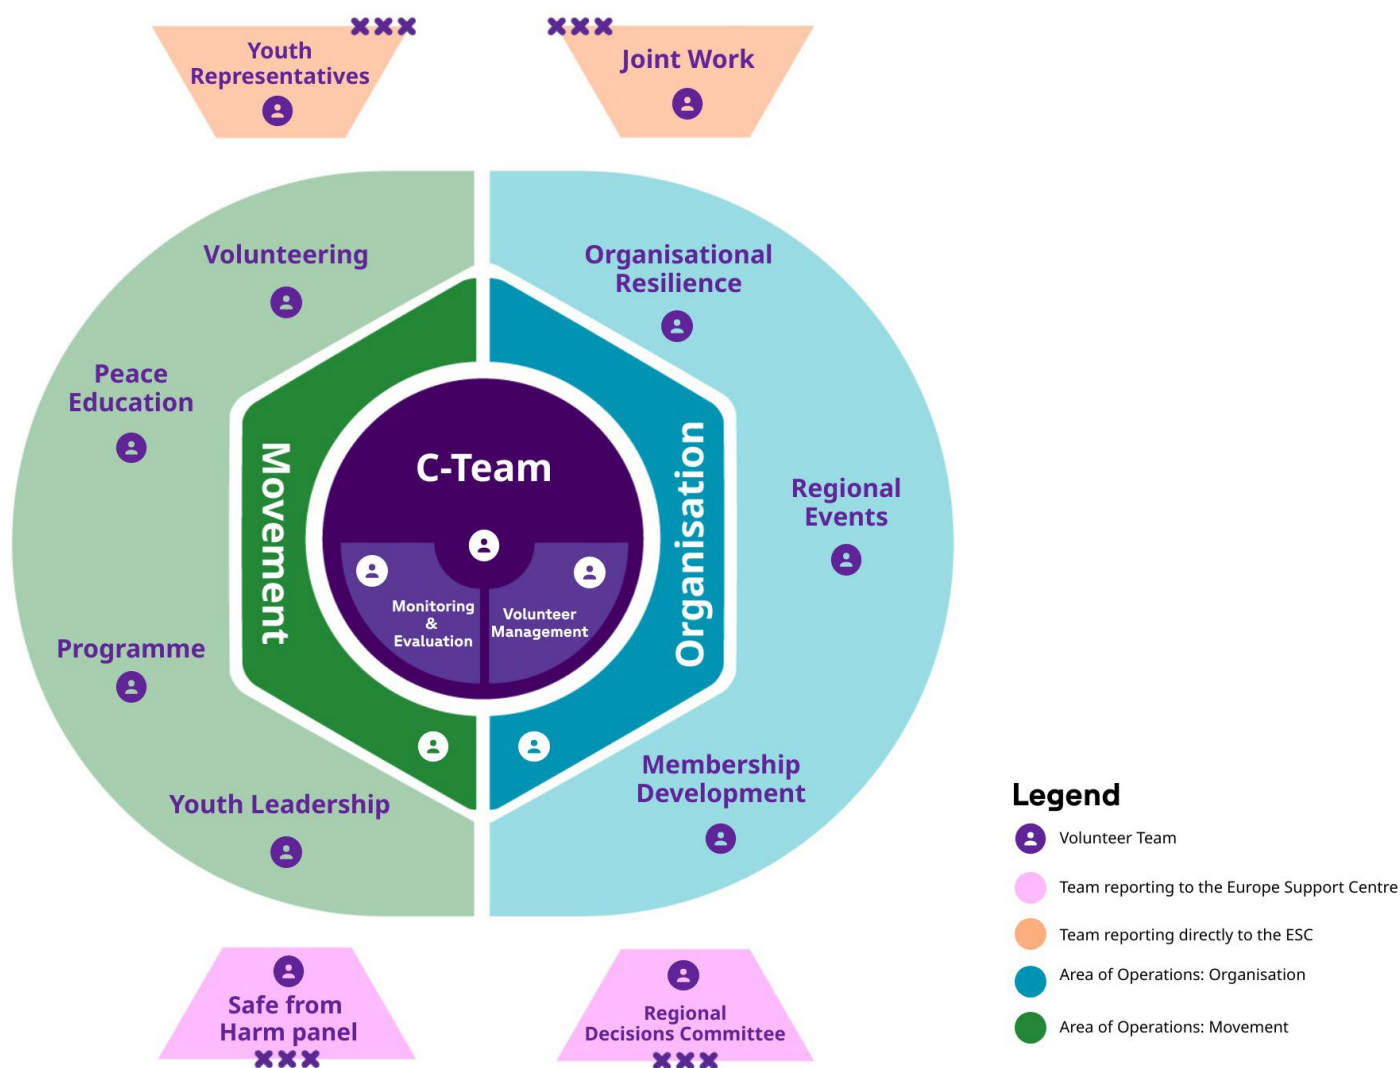 Youth
Representatives
Joint Work
Volunteering
Organisational
Resilience
Peace
Education
Movement
C-Team
Organisation
Regional
Events
Monitoring
&
Evaluation
Volunteer
Management
Programme
Youth Leadership
Membership
Development
Safe from
Harm panel
Regional
Decisions Committee
Legend
Volunteer Team
Team reporting to the Europe Support Centre
Team reporting directly to the ESC
Area of Operations: Organisation
Area of Operations: Movement